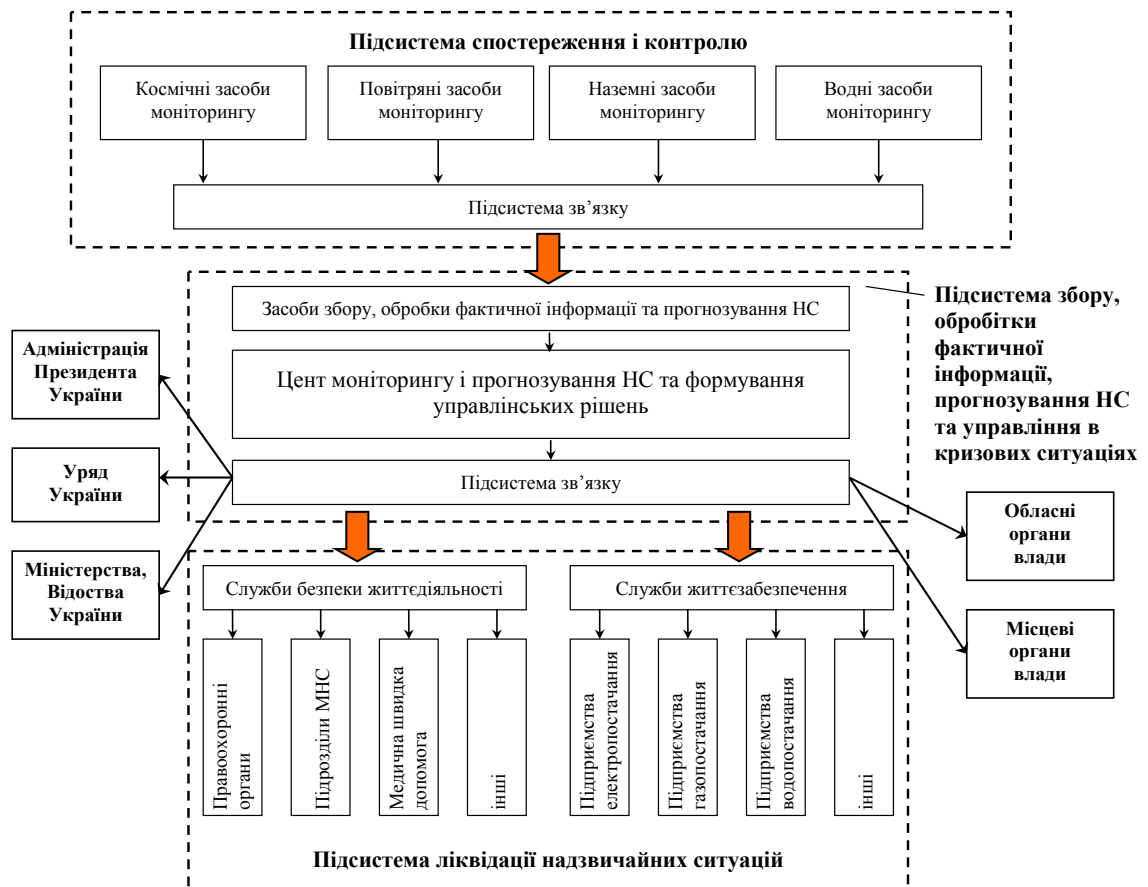 Підсистема спостереження і контролю
Космічні засоби
моніторингу
Повітряні засоби
моніторингу
Наземні засоби
моніторингу
Водні засоби
моніторингу
Підсистема зв’язку
Засоби збору, обробки фактичної інформації та прогнозування НС
Цент моніторингу і прогнозування НС та формування
управлінських рішень
Підсистема зв’язку
Підсистема збору,
обробітки
фактичної
інформації,
прогнозування НС
та управління в
кризових ситуаціях
Адміністрація
Президента
України
Уряд
України
Міністерства,
Відоства
України
Обласні
органи
влади
Місцеві
органи
влади
Служби безпеки життєдіяльності
Служби життєзабезпечення
Правоохоронні
органи
Підрозділи МНС
Медична швидка
допомога
інші
Підприємства
електропостачання
Підприємства
газопостачання
Підприємства
водопостачання
інші
Підсистема ліквідації надзвичайних ситуацій